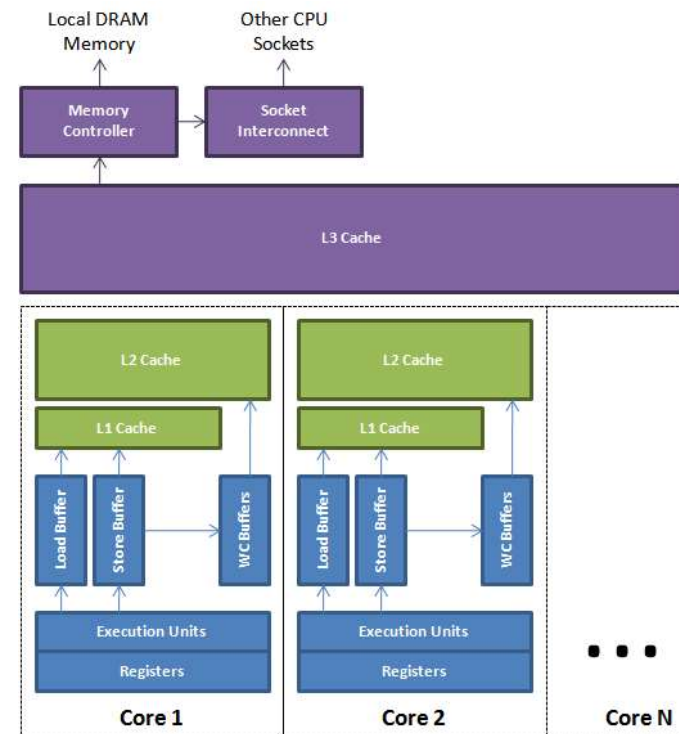 Local DRAM
Memory
Other CPU
Sockets
Memory
Controller
Socket
Interconnect
L3 Cache
L2 Cache
L1 Cache
Load Buffer
Store Buffer
WC Buffers
Execution Units
Registers
Core 1
L2 Cache
L1 Cache
Load Buffer
Store Buffer
WC Buffers
Execution Units
Registers
Core 2
...
Core N